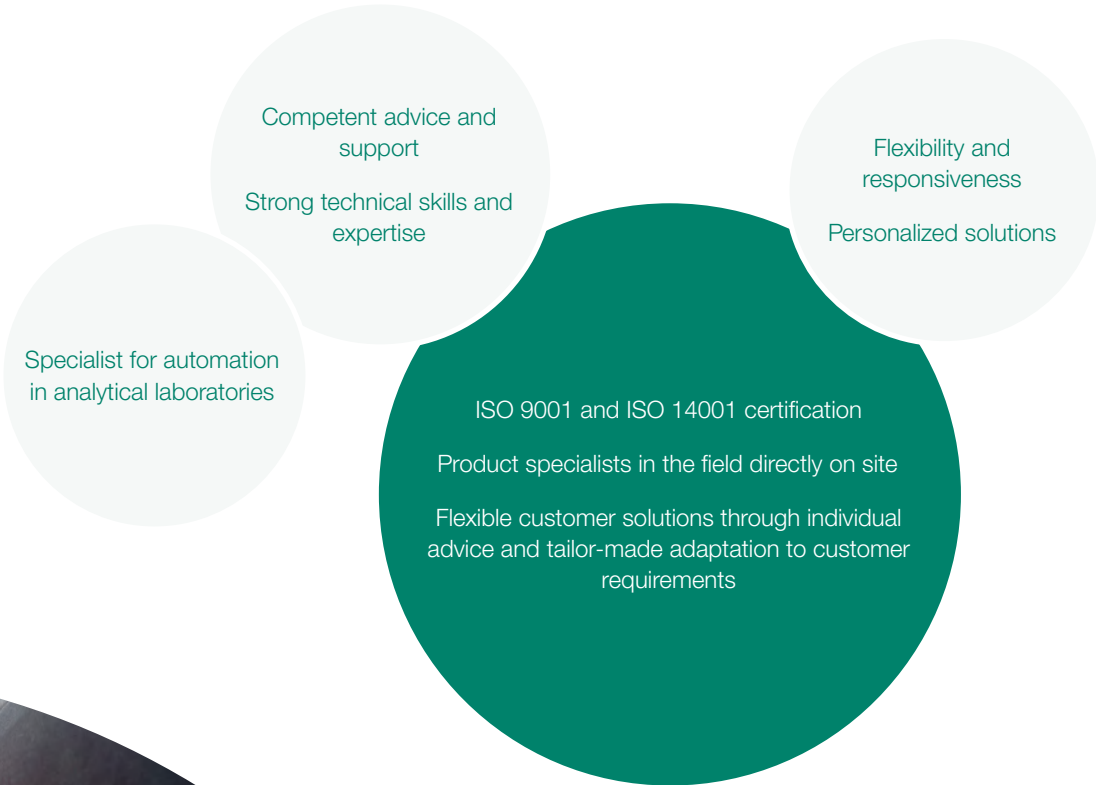 Competent advice and
support
Strong technical skills and
expertise
Flexibility and
responsiveness
Personalized solutions
Specialist for automation
in analytical laboratories
ISO 9001 and ISO 14001 certification
Product specialists in the field directly on site
Flexible customer solutions through individual
advice and tailor-made adaptation to customer
requirements